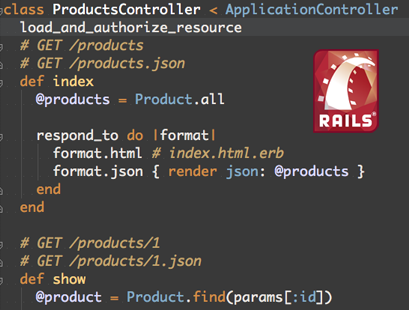 class ProductsController < ApplicationController
load_and_authorize_resource
# GET /products
# GET /products.json
def index
@products = Product.all
respond_to do |format|
format.html # index.html.erb
format.json { render json: @products }
end
end
# GET /products/1
# GET /products/1.json
def show
@product = Product.find(params[:id])
RAILS